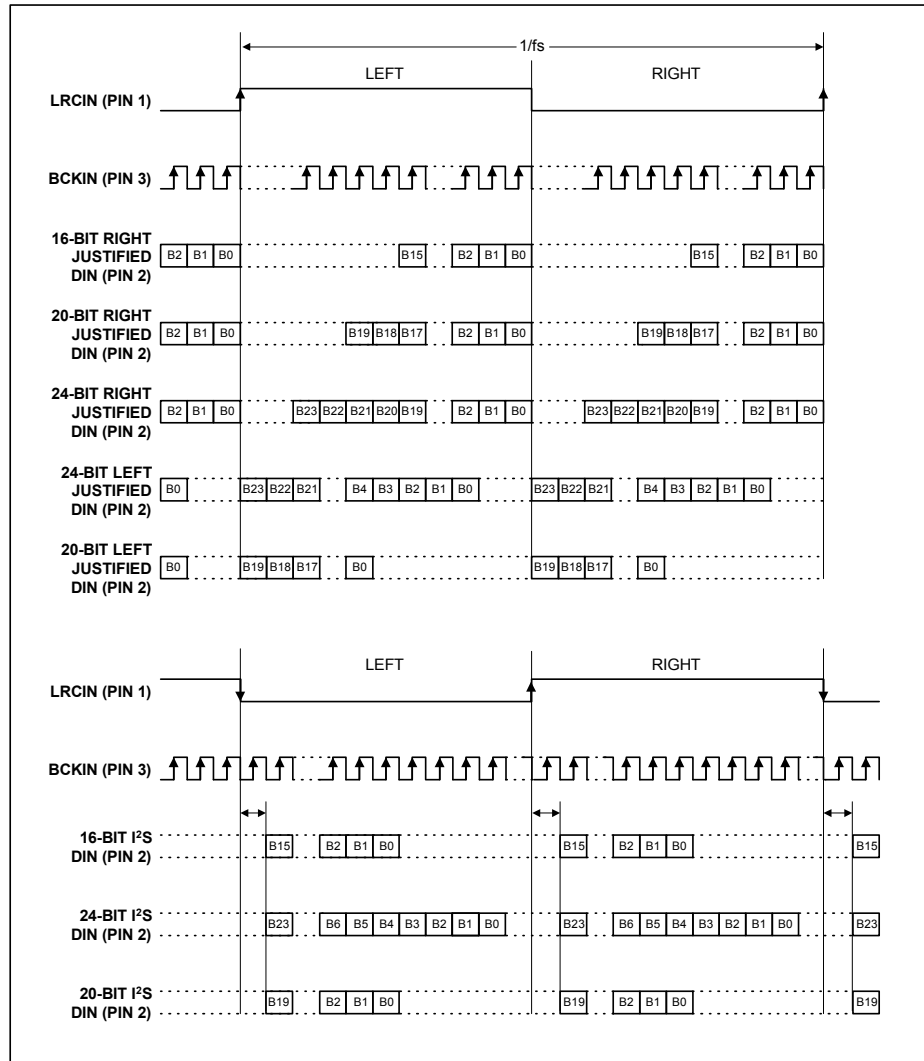 1/fs
LEFT RIGHT
LRCIN (PIN 1)
BCKIN (PIN 3)
16-BIT RIGHT
JUSTIFIED
DIN (PIN 2)
B2 B1 B0 B15 B2 B1 B0 B15 B2 B1 B0
20-BIT RIGHT
JUSTIFIED
DIN (PIN 2)
B2 B1 B0 B19 B18 B17 B2 B1 B0 B19 B18 B17 B2 B1 B0
24-BIT RIGHT
JUSTIFIED
DIN (PIN 2)
B2 B1 B0 B23 B22 B21 B20 B19 B2 B1 B0 B23 B22 B21 B20 B19 B2 B1 B0
24-BIT LEFT
JUSTIFIED
DIN (PIN 2)
B0 B23 B22 B21 B4 B3 B2 B1 B0 B23 B22 B21 B4 B3 B2 B1 B0
20-BIT LEFT
JUSTIFIED
DIN (PIN 2)
B0 B19 B18 B17 B0 B19 B18 B17 B0
LEFT RIGHT
LRCIN (PIN 1)
BCKIN (PIN 3)
16-BIT I²S
DIN (PIN 2)
B15 B2 B1 B0 B15 B2 B1 B0 B15
24-BIT I²S
DIN (PIN 2)
B23 B6 B5 B4 B3 B2 B1 B0 B23 B6 B5 B4 B3 B2 B1 B0 B23
20-BIT I²S
DIN (PIN 2)
B19 B2 B1 B0 B19 B2 B1 B0 B19